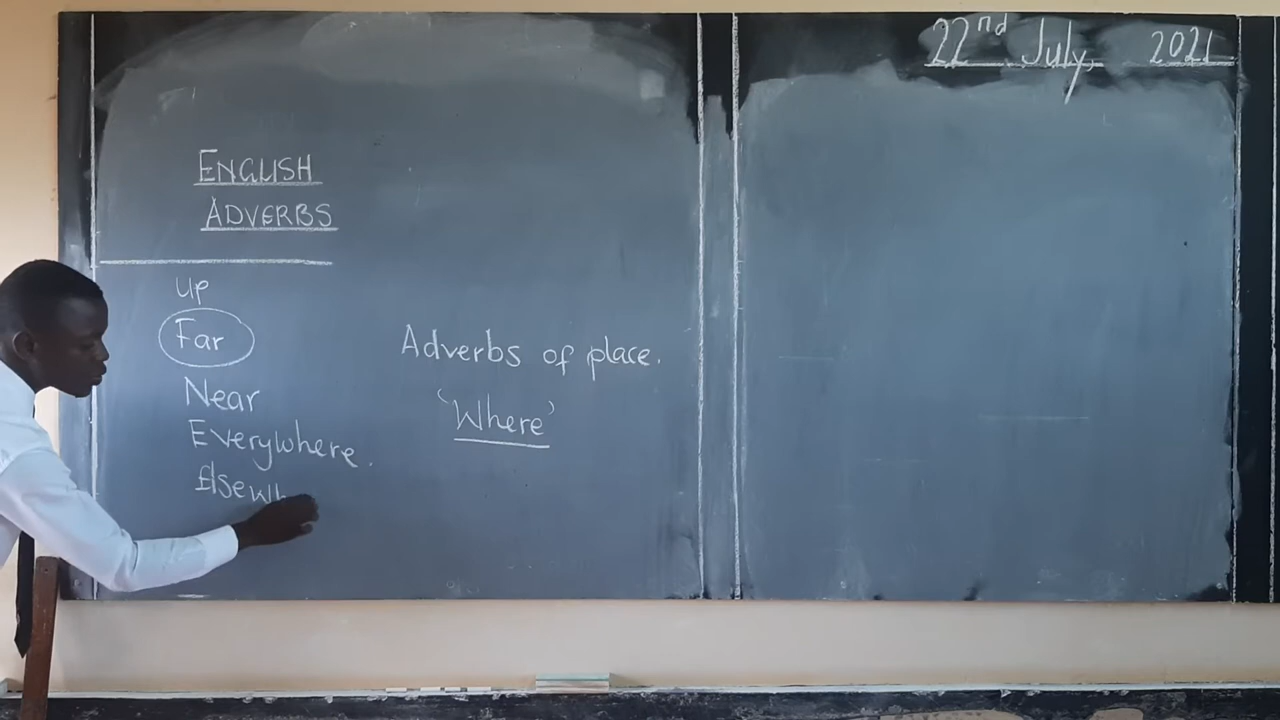 22nd July, 2021
ENGLISH
ADVERBS
Up
Far
Near
Everywhere.
Elsewh
Adverbs of place.
'Where'